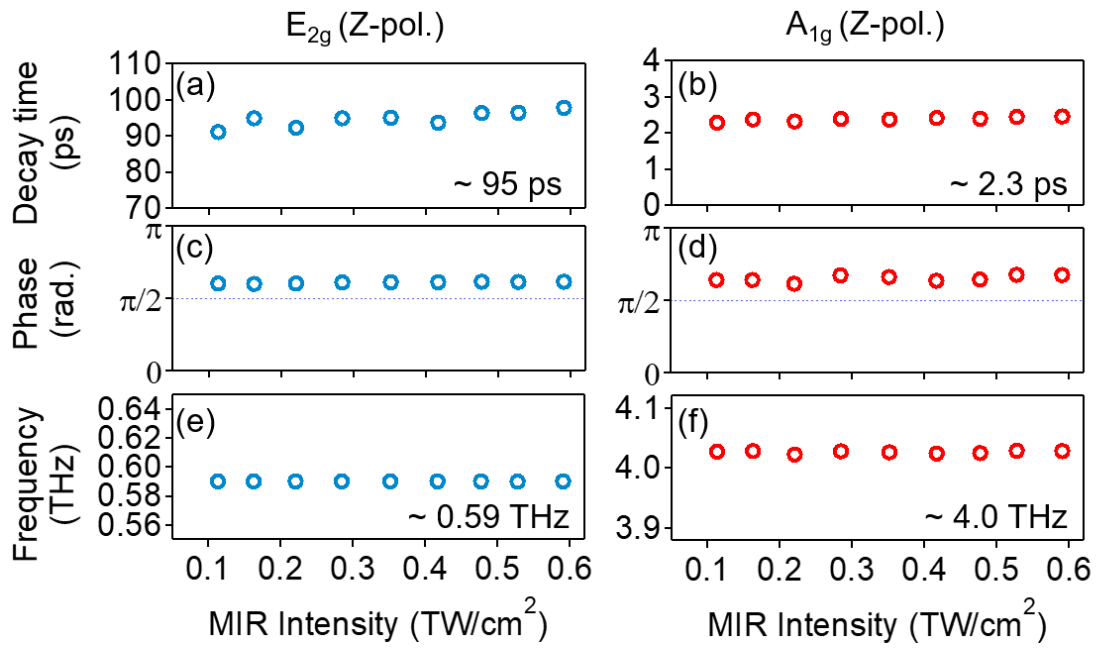 E2g (Z-pol.)
A1g (Z-pol.)
Decay time
(ps)
110
100
90
80
70
(a)
~ 95 ps
4
3
2
1
0
(b)
~ 2.3 ps
Phase
(rad.)
π
π/2
0
(c)
π
π/2
0
(d)
Frequency
(THz)
0.64
0.62
0.60
0.58
0.56
(e)
~ 0.59 THz
4.1
4.0
3.9
(f)
~ 4.0 THz
0.1 0.2 0.3 0.4 0.5 0.6
0.1 0.2 0.3 0.4 0.5 0.6
MIR Intensity (TW/cm²)
MIR Intensity (TW/cm²)